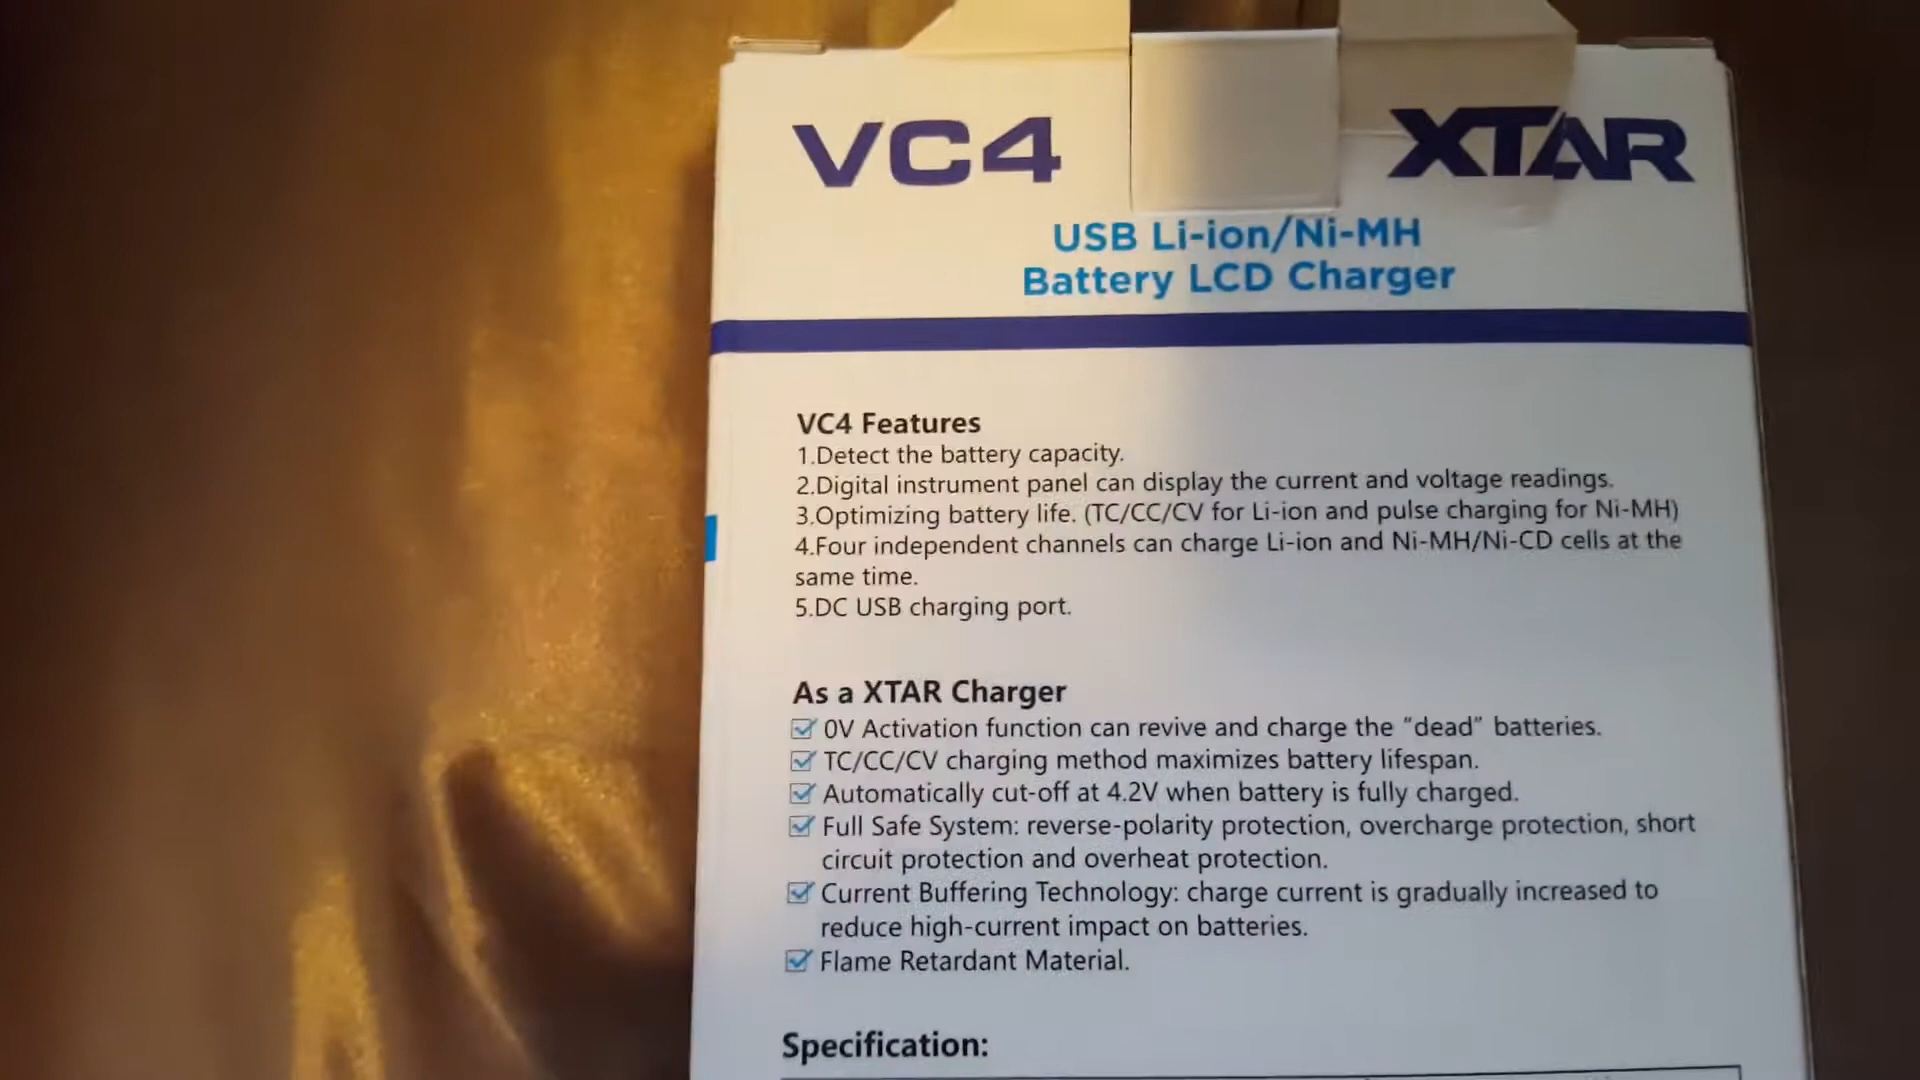 VC4 XTAR
USB Li-ion/Ni-MH
Battery LCD Charger
VC4 Features
1.Detect the battery capacity.
2.Digital instrument panel can display the current and voltage readings.
3.Optimizing battery life. (TC/CC/CV for Li-ion and pulse charging for Ni-MH)
4.Four independent channels can charge Li-ion and Ni-MH/Ni-CD cells at the
same time.
5.DC USB charging port.
As a XTAR Charger
0V Activation function can revive and charge the “dead” batteries.
TC/CC/CV charging method maximizes battery lifespan.
Automatically cut-off at 4.2V when battery is fully charged.
Full Safe System: reverse-polarity protection, overcharge protection, short
circuit protection and overheat protection.
Current Buffering Technology: charge current is gradually increased to
reduce high-current impact on batteries.
Flame Retardant Material.
Specification: